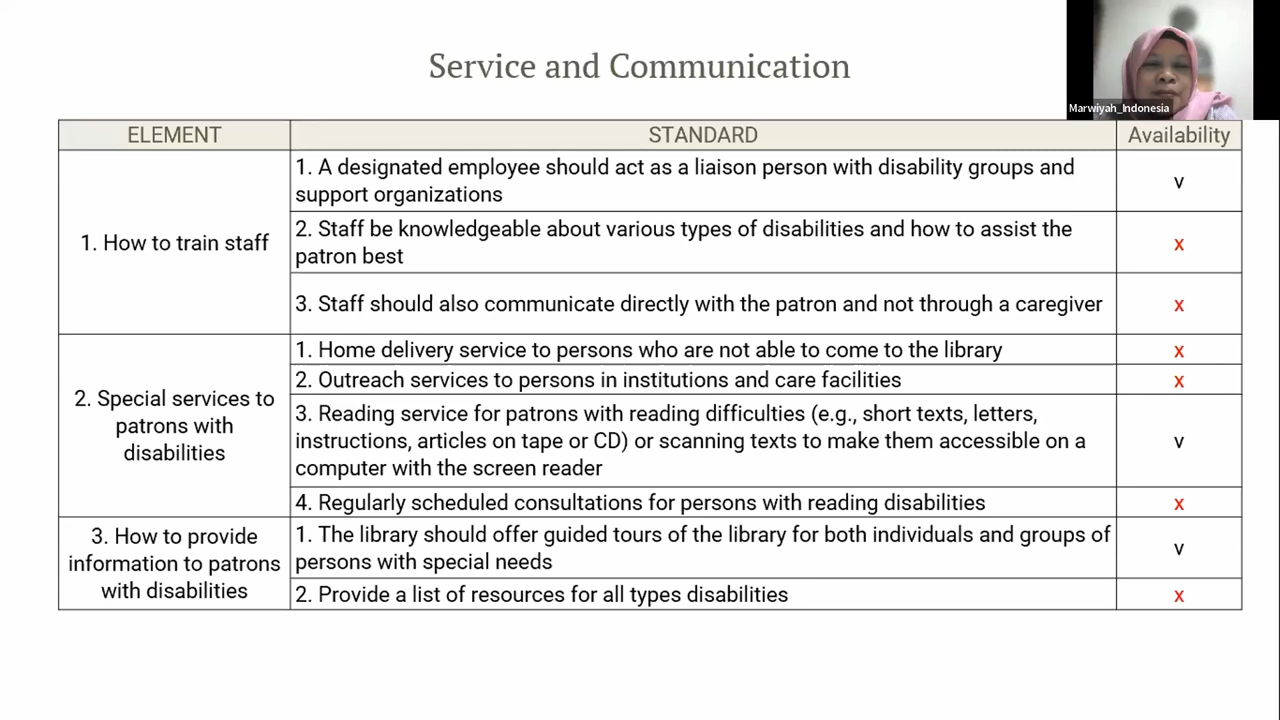 Service and Communication
Marwiyah_Indonesia
ELEMENT STANDARD Availability
1. How to train staff
1. A designated employee should act as a liaison person with disability groups and
support organizations
v
2. Staff be knowledgeable about various types of disabilities and how to assist the
patron best
x
3. Staff should also communicate directly with the patron and not through a caregiver
x
2. Special services to
patrons with
disabilities
1. Home delivery service to persons who are not able to come to the library
x
2. Outreach services to persons in institutions and care facilities
x
3. Reading service for patrons with reading difficulties (e.g., short texts, letters,
instructions, articles on tape or CD) or scanning texts to make them accessible on a
computer with the screen reader
v
4. Regularly scheduled consultations for persons with reading disabilities
x
3. How to provide
information to patrons
with disabilities
1. The library should offer guided tours of the library for both individuals and groups of
persons with special needs
v
2. Provide a list of resources for all types disabilities
x